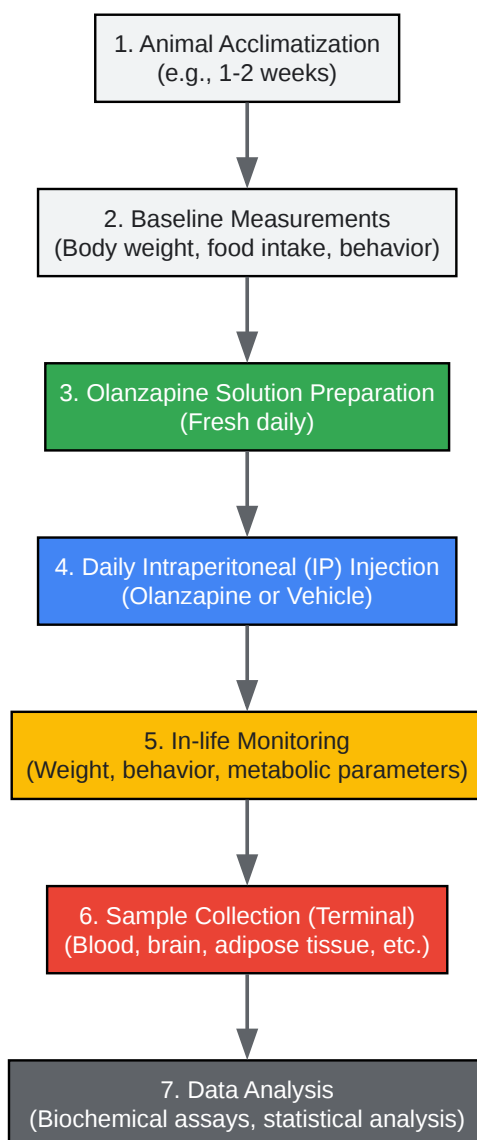 1. Animal Acclimatization
(e.g., 1-2 weeks)
2. Baseline Measurements
(Body weight, food intake, behavior)
3. Olanzapine Solution Preparation
(Fresh daily)
4. Daily Intraperitoneal (IP) Injection
(Olanzapine or Vehicle)
5. In-life Monitoring
(Weight, behavior, metabolic parameters)
6. Sample Collection (Terminal)
(Blood, brain, adipose tissue, etc.)
7. Data Analysis
(Biochemical assays, statistical analysis)